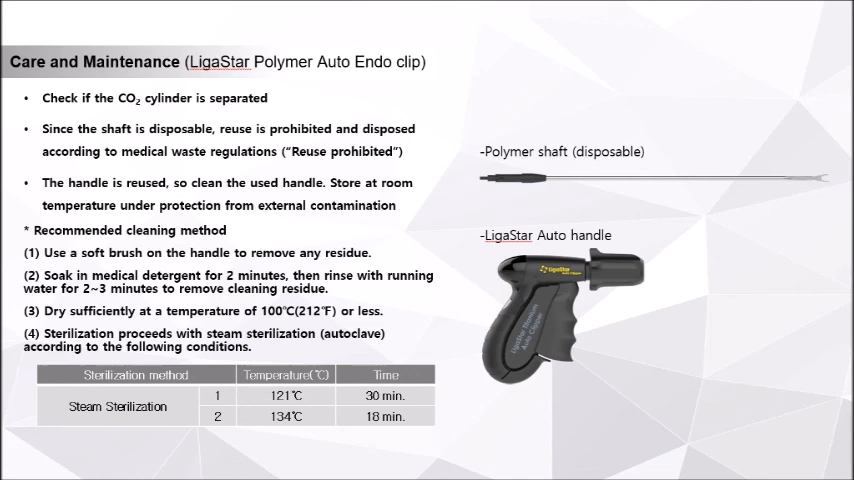 Care and Maintenance (LigaStar Polymer Auto Endo clip)
• Check if the CO₂ cylinder is separated
• Since the shaft is disposable, reuse is prohibited and disposed
according to medical waste regulations (“Reuse prohibited”)
• The handle is reused, so clean the used handle. Store at room
temperature under protection from external contamination
* Recommended cleaning method
(1) Use a soft brush on the handle to remove any residue.
(2) Soak in medical detergent for 2 minutes, then rinse with running
water for 2~3 minutes to remove cleaning residue.
(3) Dry sufficiently at a temperature of 100℃(212℉) or less.
(4) Sterilization proceeds with steam sterilization (autoclave)
according to the following conditions.
Sterilization method Temperature(℃) Time
Steam Sterilization
1 121℃ 30 min.
2 134℃ 18 min.
-Polymer shaft (disposable)
-LigaStar Auto handle
LigaStar
Auto Clipper
LigaStar Titanium
Auto Clipper